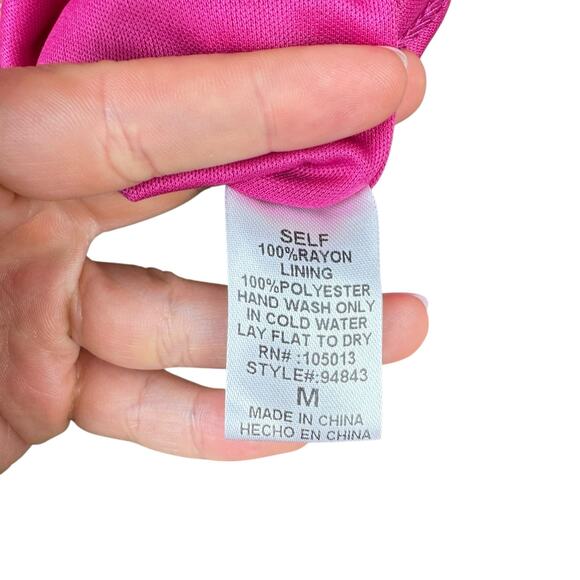 SELF
100%RAYON
LINING
100%POLYESTER
HAND WASH ONLY
IN COLD WATER
LAY FLAT TO DRY
RN# :105013
STYLE#:94843
M
MADE IN CHINA
HECHO EN CHINA